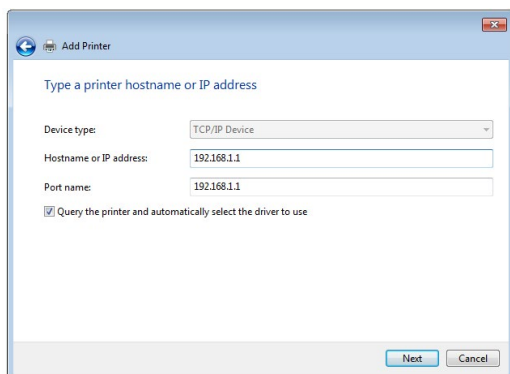 Add Printer
Type a printer hostname or IP address
Device type: TCP/IP Device
Hostname or IP address: 192.168.1.1
Port name: 192.168.1.1
Query the printer and automatically select the driver to use
Next Cancel